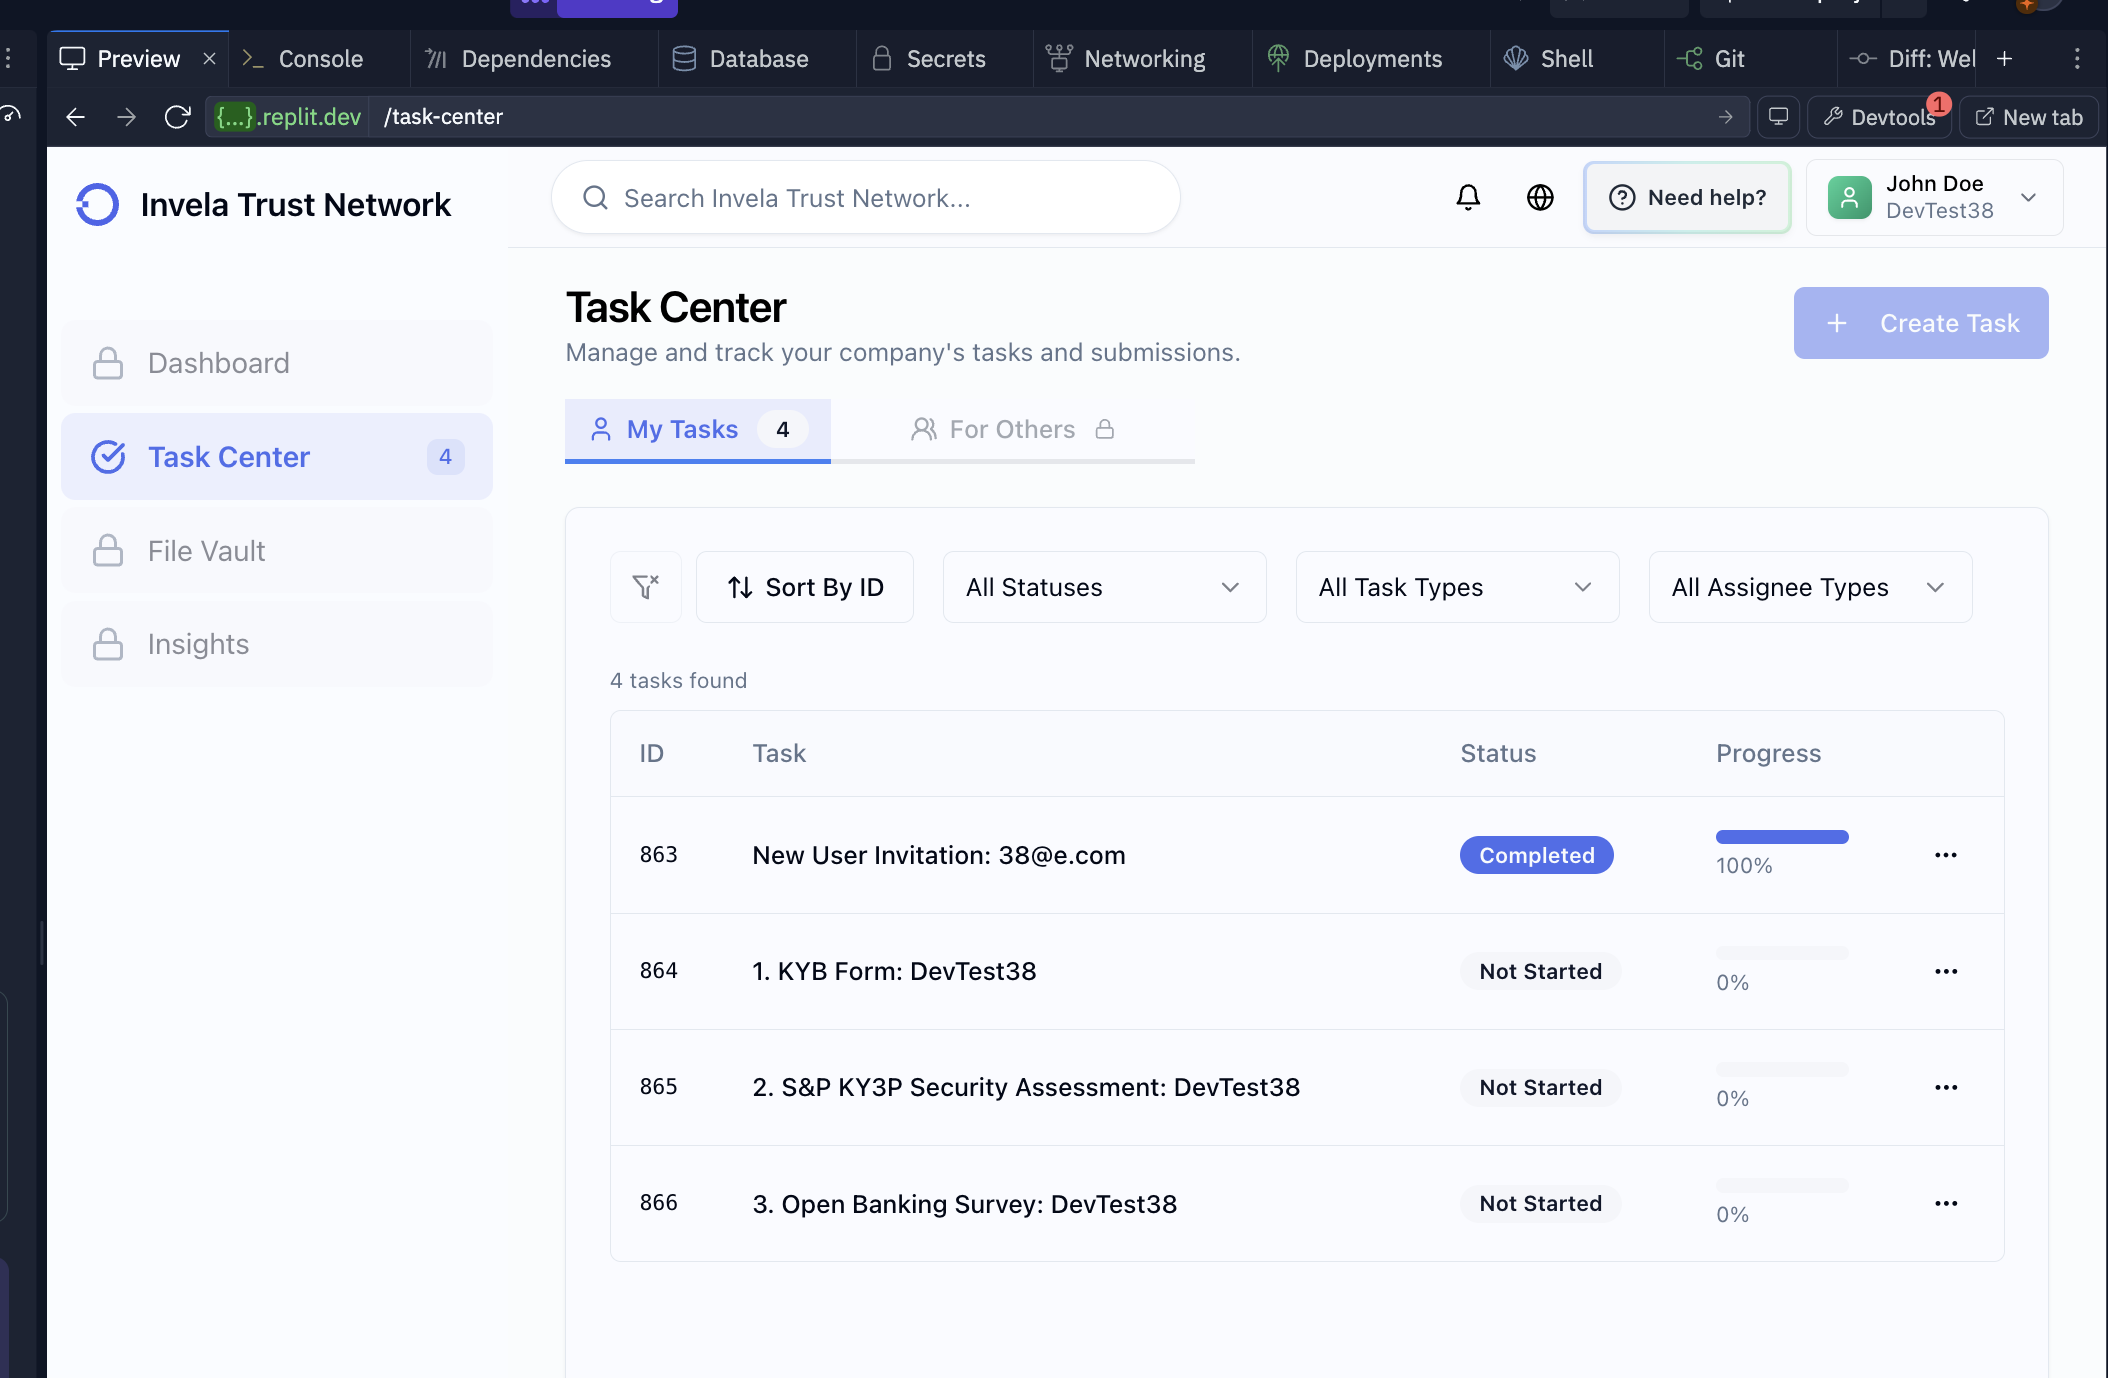 Preview
Console
Dependencies
Database
Secrets
Networking
Deployments
Shell
Git
Diff: Wel
{...}.replit.dev
/task-center
Devtools
1
New tab
Invela Trust Network
Search Invela Trust Network...
Need help?
John Doe
DevTest38
Dashboard
Task Center
4
File Vault
Insights
Task Center
Manage and track your company's tasks and submissions.
Create Task
My Tasks 4
For Others
Sort By ID
All Statuses
All Task Types
All Assignee Types
4 tasks found
ID Task Status Progress
863 New User Invitation: 38@e.com Completed 100%
864 1. KYB Form: DevTest38 Not Started 0%
865 2. S&P KY3P Security Assessment: DevTest38 Not Started 0%
866 3. Open Banking Survey: DevTest38 Not Started 0%